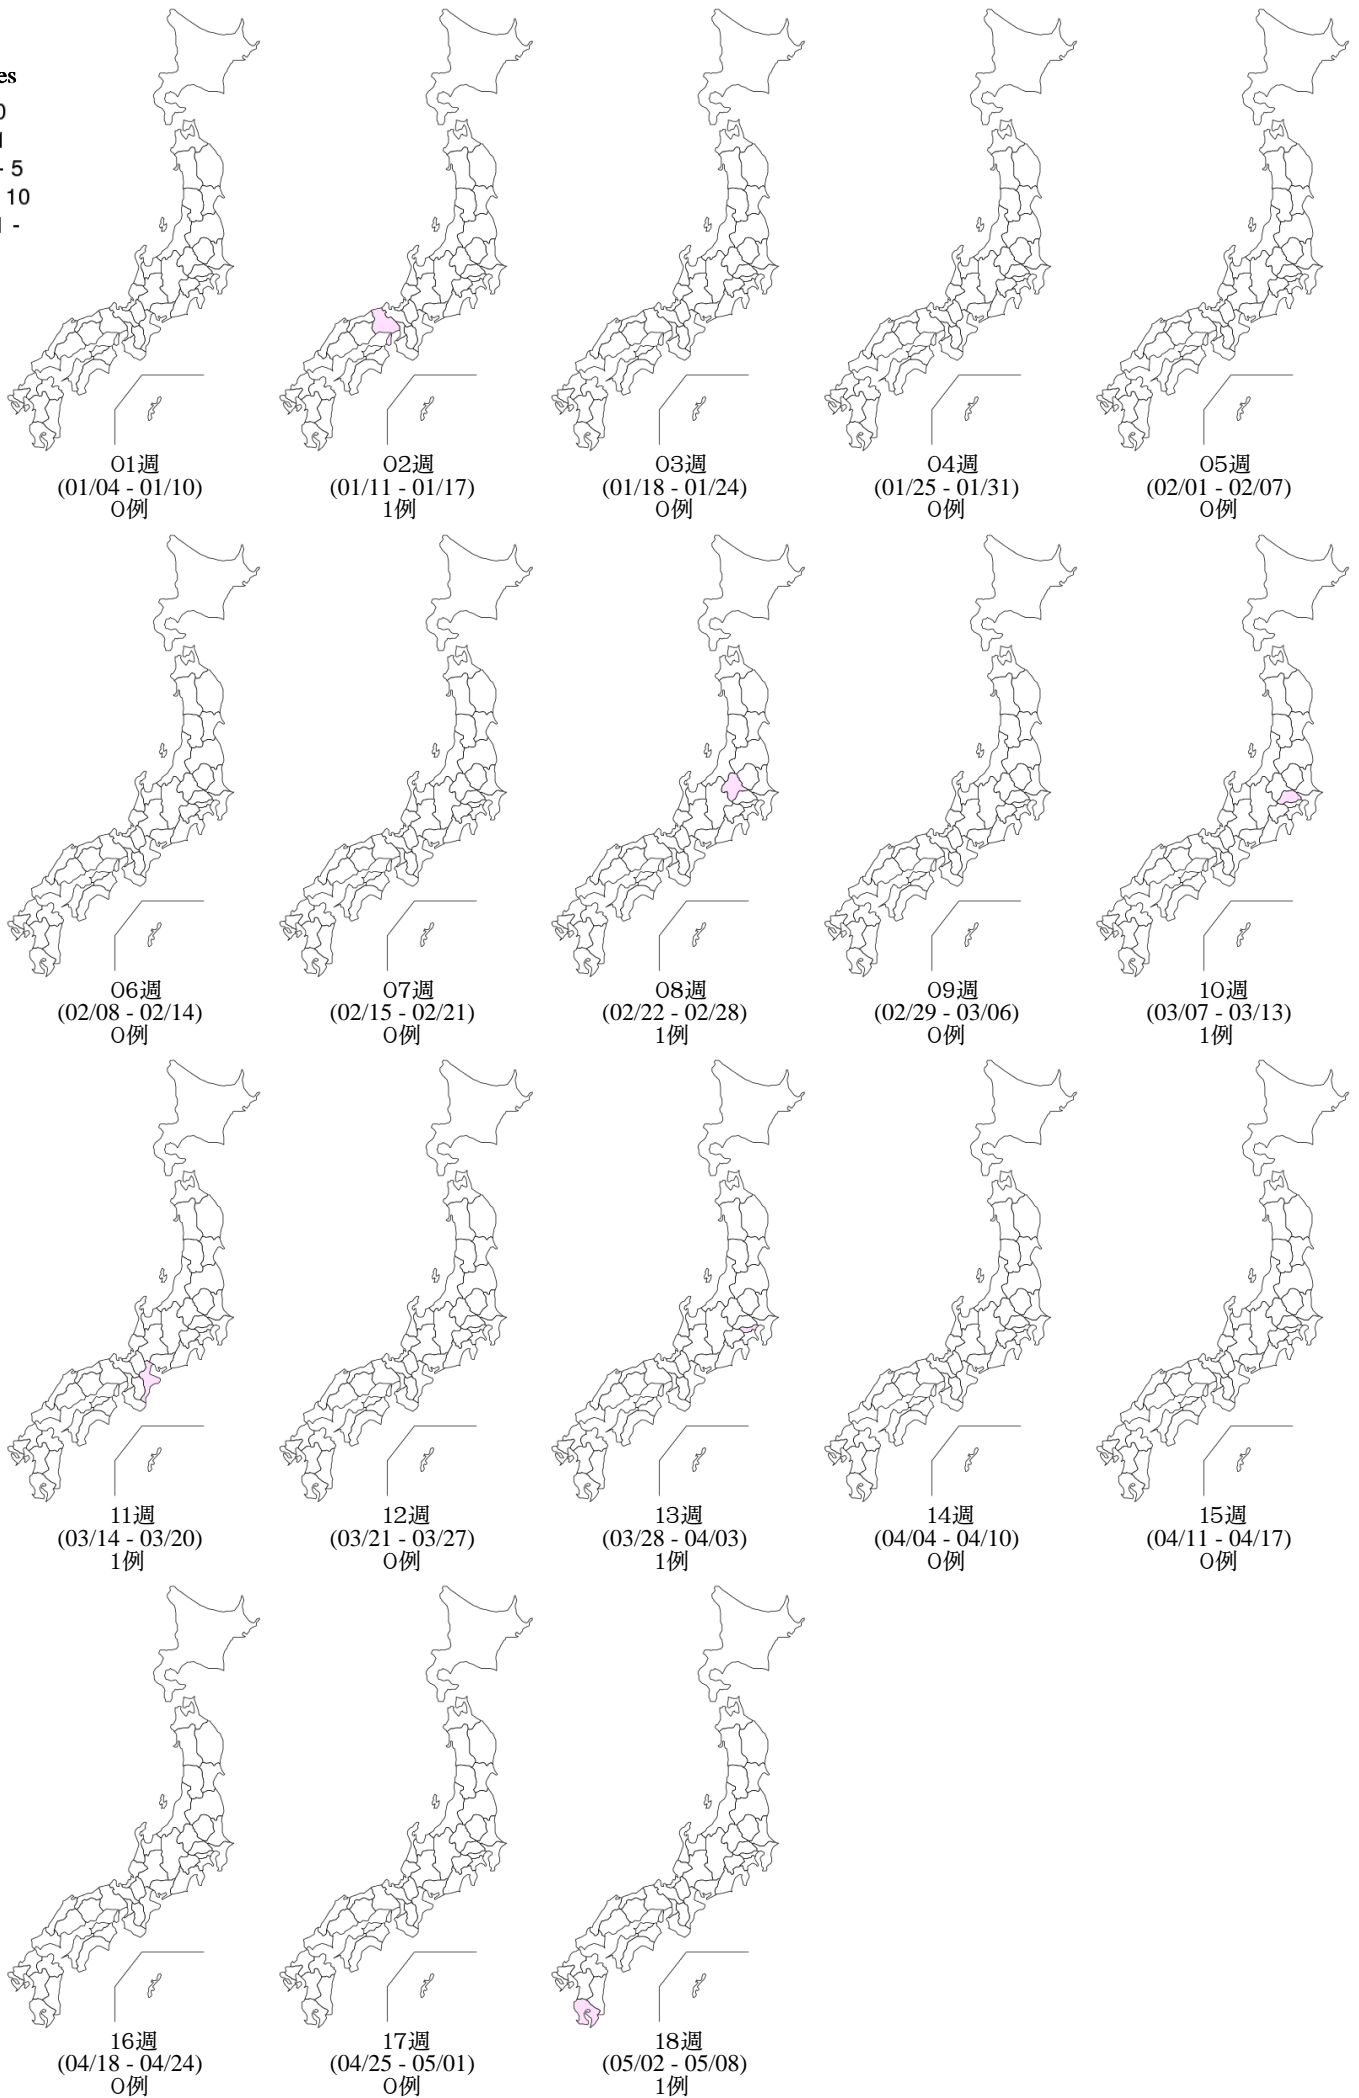 es
0
1
- 5
10
1 -
01週
(01/04 - 01/10)
0例
02週
(01/11 - 01/17)
1例
03週
(01/18 - 01/24)
0例
04週
(01/25 - 01/31)
0例
05週
(02/01 - 02/07)
0例
06週
(02/08 - 02/14)
0例
07週
(02/15 - 02/21)
0例
08週
(02/22 - 02/28)
1例
09週
(02/29 - 03/06)
0例
10週
(03/07 - 03/13)
1例
11週
(03/14 - 03/20)
1例
12週
(03/21 - 03/27)
0例
13週
(03/28 - 04/03)
1例
14週
(04/04 - 04/10)
0例
15週
(04/11 - 04/17)
0例
16週
(04/18 - 04/24)
0例
17週
(04/25 - 05/01)
0例
18週
(05/02 - 05/08)
1例